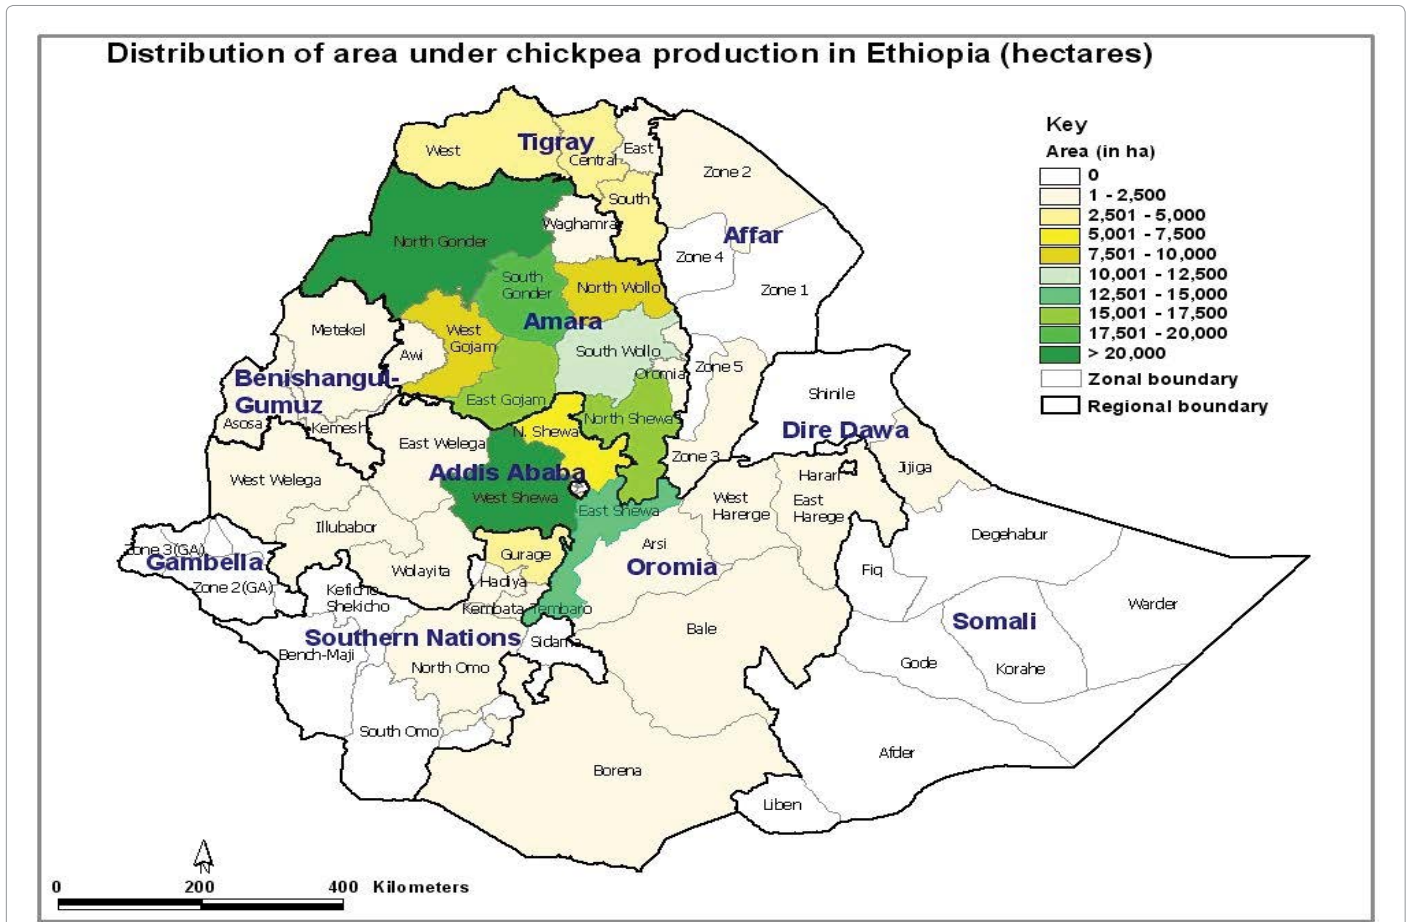 Distribution of area under chickpea production in Ethiopia (hectares)
Key
Area (in ha)
0
1 - 2,500
2,501 - 5,000
5,001 - 7,500
7,501 - 10,000
10,001 - 12,500
12,501 - 15,000
15,001 - 17,500
17,501 - 20,000
> 20,000
Zonal boundary
Regional boundary
West
Tigray
Central
East
Zone 2
South
Waghamra
North Gonder
Affar
Zone 4
South
Gonder
North Wollo
Zone 1
Metekel
West
Gojam
Amara
Awi
South Wollo
Oromia
Zone 5
Benishangul-
Gumuz
Shinile
East Gojam
North Shewa
Asosa
Kemesh
N. Shewa
Dire Dawa
East Welega
Zone 3
Addis Ababa
West Welega
Harari
Jijiga
West Shewa
West
Harerge
East
Harege
East Shewa
Illubabor
Degehabur
Zone 3(GA)
Gambella
Gurage
Arsi
Oromia
Wolayita
Fiq
Hadiya
Zone 2(GA)
Keficho
Shekicho
Kembata Tembaro
Warder
Somali
Southern Nations
Sidama
Bale
Bench-Maji
North Omo
Gode
Korahe
South Omo
Afder
Borena
Liben
N
0
200
400 Kilometers